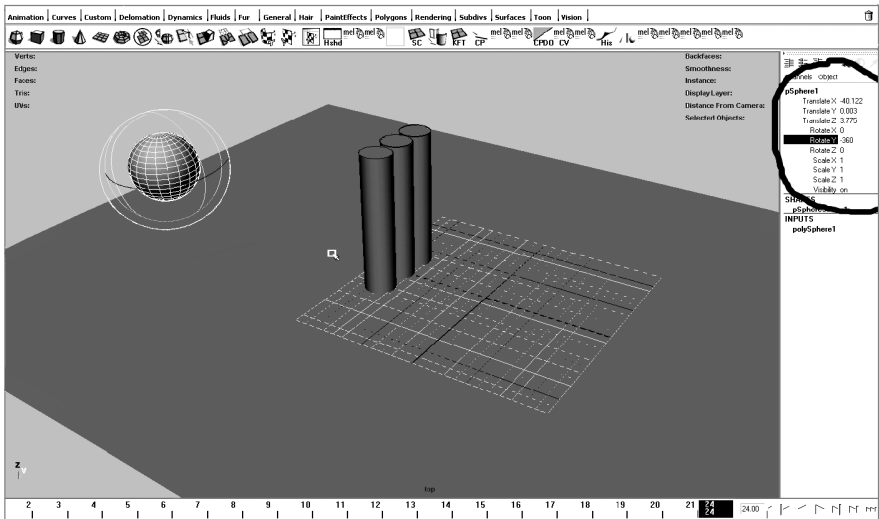 Animation Curves Custom Delomation Dynamics Fluids Fur General Hair PaintEffects Polygons Rendering Subdivs Surfaces Toon Vision
Hshd mel mel SC KFT CP mel mel CPDO mel CV mel His mel mel mel mel mel
Verts:
Edges:
Faces:
Tris:
UVs:
Backfaces:
Smoothness:
Instance:
Display Layer:
Distance From Camera:
Selected Objects:
Object
pSphere1
Translate X -40.122
Translate Y 0.003
Translate Z 3.775
Rotate X 0
Rotate Y -360
Rotate Z 0
Scale X 1
Scale Y 1
Scale Z 1
Visibility on
INPUTS
polySphere1
z
top
2 3 4 5 6 7 8 9 10 11 12 13 14 15 16 17 18 19 20 21 24 24 24.00